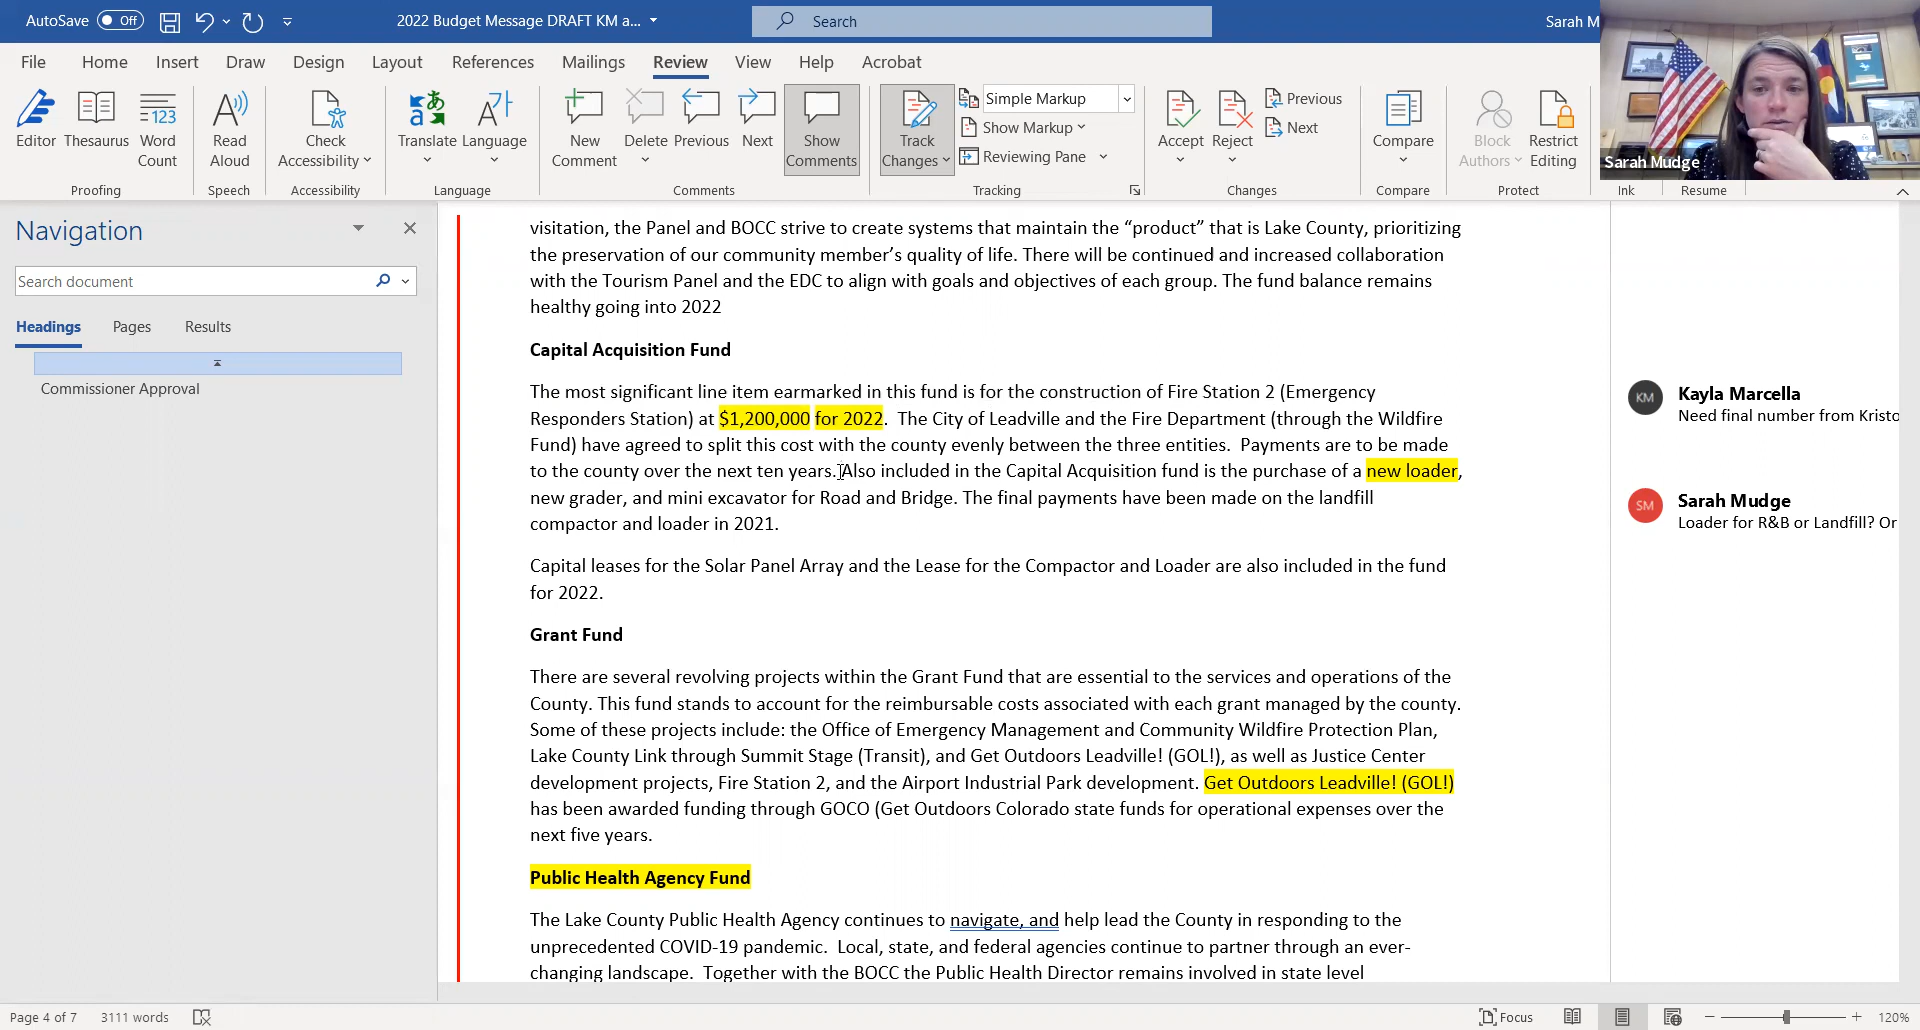 AutoSave Off 2022 Budget Message DRAFT KM a... Search Sarah M
File Home Insert Draw Design Layout References Mailings Review View Help Acrobat
Editor Thesaurus Word Count Read Aloud Check Accessibility Translate Language New Comment Delete Previous Next Show Comments Track Changes Simple Markup Show Markup Reviewing Pane Accept Reject Previous Next Compare Block Authors Restrict Editing
Sarah Mudge
Proofing Speech Accessibility Language Comments Tracking Changes Compare Protect Ink Resume
Navigation
Search document
Headings Pages Results
Commissioner Approval
visitation, the Panel and BOCC strive to create systems that maintain the “product” that is Lake County, prioritizing
the preservation of our community member’s quality of life. There will be continued and increased collaboration
with the Tourism Panel and the EDC to align with goals and objectives of each group. The fund balance remains
healthy going into 2022
Capital Acquisition Fund
The most significant line item earmarked in this fund is for the construction of Fire Station 2 (Emergency
Responders Station) at $1,200,000 for 2022.  The City of Leadville and the Fire Department (through the Wildfire
Fund) have agreed to split this cost with the county evenly between the three entities.  Payments are to be made
to the county over the next ten years. Also included in the Capital Acquisition fund is the purchase of a new loader,
new grader, and mini excavator for Road and Bridge. The final payments have been made on the landfill
compactor and loader in 2021.
Capital leases for the Solar Panel Array and the Lease for the Compactor and Loader are also included in the fund
for 2022.
Grant Fund
There are several revolving projects within the Grant Fund that are essential to the services and operations of the
County. This fund stands to account for the reimbursable costs associated with each grant managed by the county.
Some of these projects include: the Office of Emergency Management and Community Wildfire Protection Plan,
Lake County Link through Summit Stage (Transit), and Get Outdoors Leadville! (GOL!), as well as Justice Center
development projects, Fire Station 2, and the Airport Industrial Park development. Get Outdoors Leadville! (GOL!)
has been awarded funding through GOCO (Get Outdoors Colorado state funds for operational expenses over the
next five years.
Public Health Agency Fund
The Lake County Public Health Agency continues to navigate, and help lead the County in responding to the
unprecedented COVID-19 pandemic.  Local, state, and federal agencies continue to partner through an ever-
changing landscape.  Together with the BOCC the Public Health Director remains involved in state level
KM Kayla Marcella
Need final number from Kristo
SM Sarah Mudge
Loader for R&B or Landfill? Or
Page 4 of 7 3111 words Focus 120%